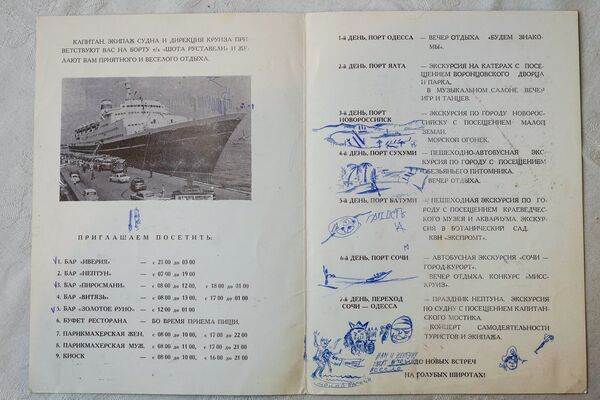 КАПИТАН, ЭКИПАЖ СУДНА И ДИРЕКЦИЯ КРУИЗА ПРИ-
ВЕТСТВУЮТ ВАС НА БОРТУ т/х «ШОТА РУСТАВЕЛИ» И ЖЕ-
ЛАЮТ ВАМ ПРИЯТНОГО И ВЕСЕЛОГО ОТДЫХА.
ПРИГЛАШАЕМ ПОСЕТИТЬ:
V1. БАР «ИВЕРИЯ» — с 21 00 до 03 00
2. БАР «НЕПТУН» — с 07 00 до 19 00
V3. БАР «ПИРОСМАНИ» — с 08 00 до 12 00, с 18 00 до 01 00
4. БАР «ВИТЯЗЬ» — с 08 00 до 13 00, с 17 00 до 01 00
V5. БАР «ЗОЛОТОЕ РУНО» — с 21 00 до 03 00
6. БУФЕТ РЕСТОРАНА — ВО ВРЕМЯ ПРИЕМА ПИЩИ.
7. ПАРИКМАХЕРСКАЯ ЖЕН. — с 08 00 до 10 00, с 17 00 до 22 00
8. ПАРИКМАХЕРСКАЯ МУЖ. — с 08 00 до 11 00, с 17 00 до 21 00
9. КИОСК — с 08 00 до 10 00, с 16 00 до 21 00
1-й ДЕНЬ, ПОРТ ОДЕССА — ВЕЧЕР ОТДЫХА «БУДЕМ ЗНАКО-
МЫ».
2-й ДЕНЬ, ПОРТ ЯЛТА — ЭКСКУРСИЯ НА КАТЕРАХ С ПОСЕ-
ЩЕНИЕМ ВОРОНЦОВСКОГО ДВОРЦА
И ПАРКА.
В МУЗЫКАЛЬНОМ САЛОНЕ ВЕЧЕР
ИГР И ТАНЦЕВ.
3-й ДЕНЬ, ПОРТ НОВОРОССИЙСК — ЭКСКУРСИЯ ПО ГОРОДУ НОВОРОС-
СИЙСКУ С ПОСЕЩЕНИЕМ МАЛОЙ
ЗЕМЛИ.
МОРСКОЙ ОГОНЕК.
4-й ДЕНЬ, ПОРТ СУХУМИ — ПЕШЕХОДНО-АВТОБУСНАЯ ЭКС-
КУРСИЯ ПО ГОРОДУ С ПОСЕЩЕНИЕМ
ОБЕЗЬЯНЬЕГО ПИТОМНИКА.
ВЕЧЕР ОТДЫХА.
5-й ДЕНЬ, ПОРТ БАТУМИ — ПЕШЕХОДНАЯ ЭКСКУРСИЯ ПО ГО-
РОДУ С ПОСЕЩЕНИЕМ КРАЕВЕДЧЕС-
КОГО МУЗЕЯ И АКВАРИУМА. ЭКСКУР-
СИЯ В БОТАНИЧЕСКИЙ САД.
КВН «ЭКСПРОМТ».
6-й ДЕНЬ, ПОРТ СОЧИ — АВТОБУСНАЯ ЭКСКУРСИЯ «СОЧИ —
ГОРОД-КУРОРТ».
ВЕЧЕР ОТДЫХА. КОНКУРС «МИСС-
КРУИЗ».
7-й ДЕНЬ, ПЕРЕХОД СОЧИ — ОДЕССА — ПРАЗДНИК НЕПТУНА. ЭКСКУРСИЯ
ПО СУДНУ С ПОСЕЩЕНИЕМ КАПИТАН-
СКОГО МОСТИКА.
КОНЦЕРТ САМОДЕЯТЕЛЬНОСТИ
ТУРИСТОВ И ЭКИПАЖА.
ДО НОВЫХ ВСТРЕЧ
НА ГОЛУБЫХ ШИРОТАХ!